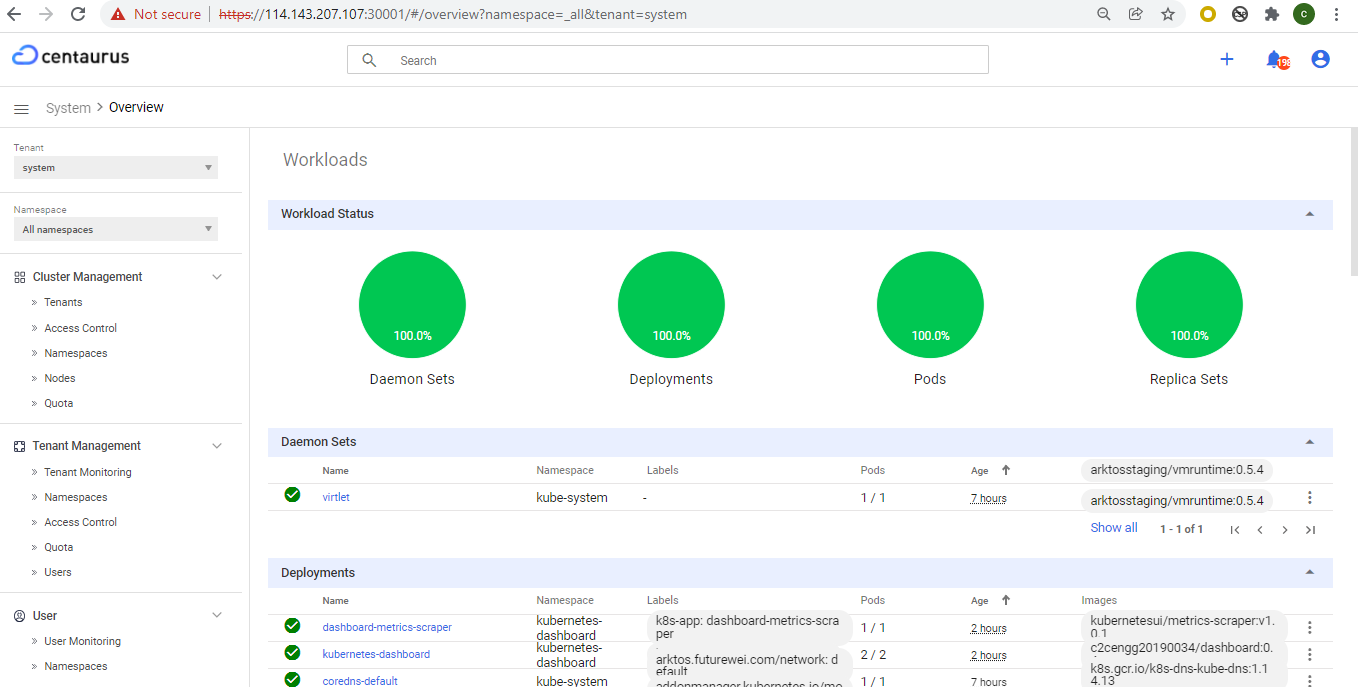 Not secure https://114.143.207.107:30001/#/overview?namespace=_all&tenant=system
C
centaurus
Search
198
System > Overview
Tenant
system
Namespace
All namespaces
Cluster Management
» Tenants
» Access Control
» Namespaces
» Nodes
» Quota
Tenant Management
» Tenant Monitoring
» Namespaces
» Access Control
» Quota
» Users
User
» User Monitoring
» Namespaces
Workloads
Workload Status
100.0% 100.0% 100.0% 100.0%
Daemon Sets Deployments Pods Replica Sets
Daemon Sets
Name Namespace Labels Pods Age arktosstaging/vmruntime:0.5.4
virtlet kube-system - 1 / 1 7 hours arktosstaging/vmruntime:0.5.4
Show all 1 - 1 of 1
Deployments
Name Namespace Labels Pods Age Images
dashboard-metrics-scraper kubernetes-dashboard k8s-app: dashboard-metrics-scraper 1 / 1 2 hours kubernetesui/metrics-scraper:v1.0.1
kubernetes-dashboard kubernetes-dashboard arktos.futurewei.com/network: default 2 / 2 2 hours c2cengg20190034/dashboard:0.
coredns-default kube-system addonmanager.kubernetes.io/mo 1 / 1 7 hours k8s.gcr.io/k8s-dns-kube-dns:1.14.13